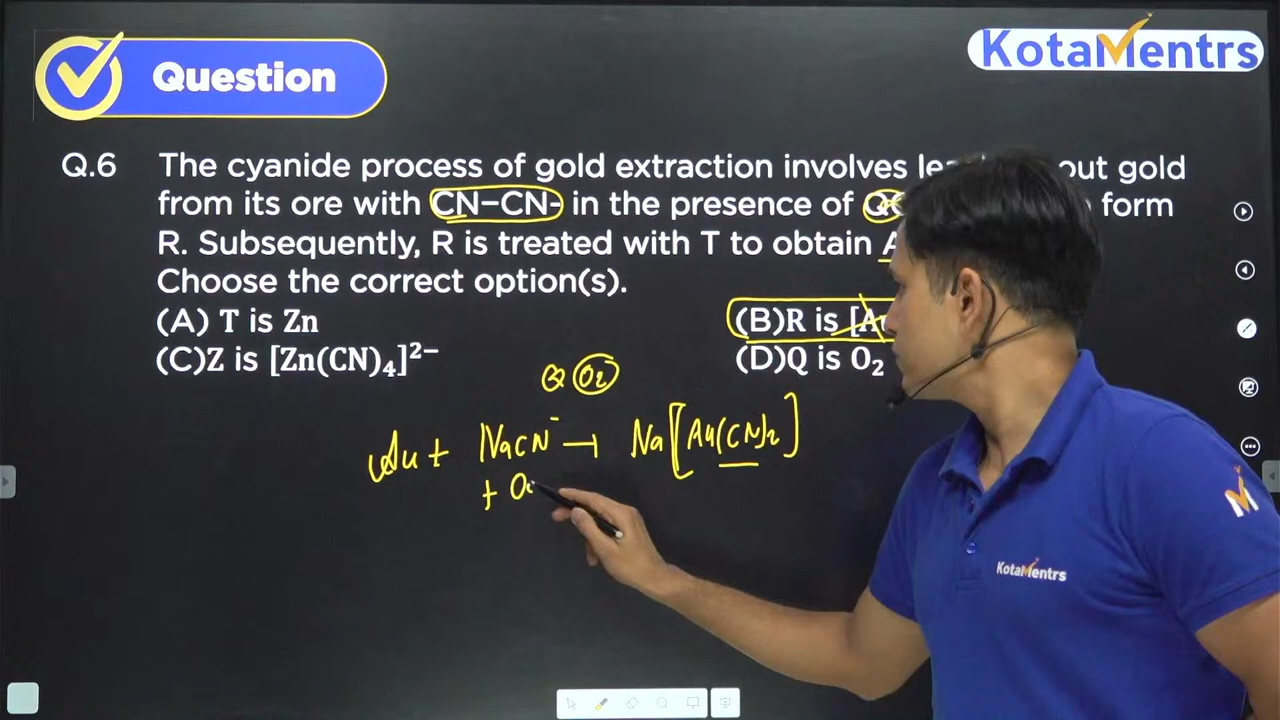 Question
KotaMentrs
Q.6 The cyanide process of gold extraction involves out gold
from its ore with CN−CN- in the presence of form
R. Subsequently, R is treated with T to obtain
Choose the correct option(s).
(A) T is Zn
(B)R is
(C)Z is [Zn(CN)₄]²⁻
(D)Q is O₂
Q O₂
Au + NaCN⁻ → Na[Au(CN)₂]
+ O
M
KotaMentrs